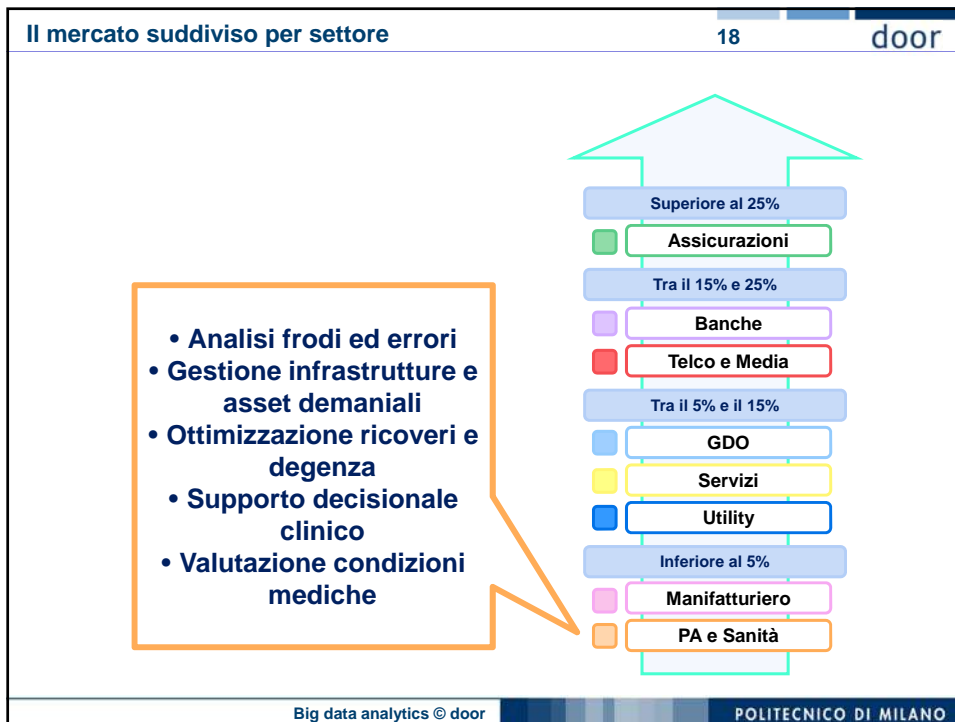 Il mercato suddiviso per settore
18
door
Superiore al 25%
Assicurazioni
Tra il 15% e 25%
Banche
Telco e Media
Tra il 5% e il 15%
GDO
Servizi
Utility
Inferiore al 5%
Manifatturiero
PA e Sanità
• Analisi frodi ed errori
• Gestione infrastrutture e
asset demaniali
• Ottimizzazione ricoveri e
degenza
• Supporto decisionale
clinico
• Valutazione condizioni
mediche
Big data analytics © door
POLITECNICO DI MILANO